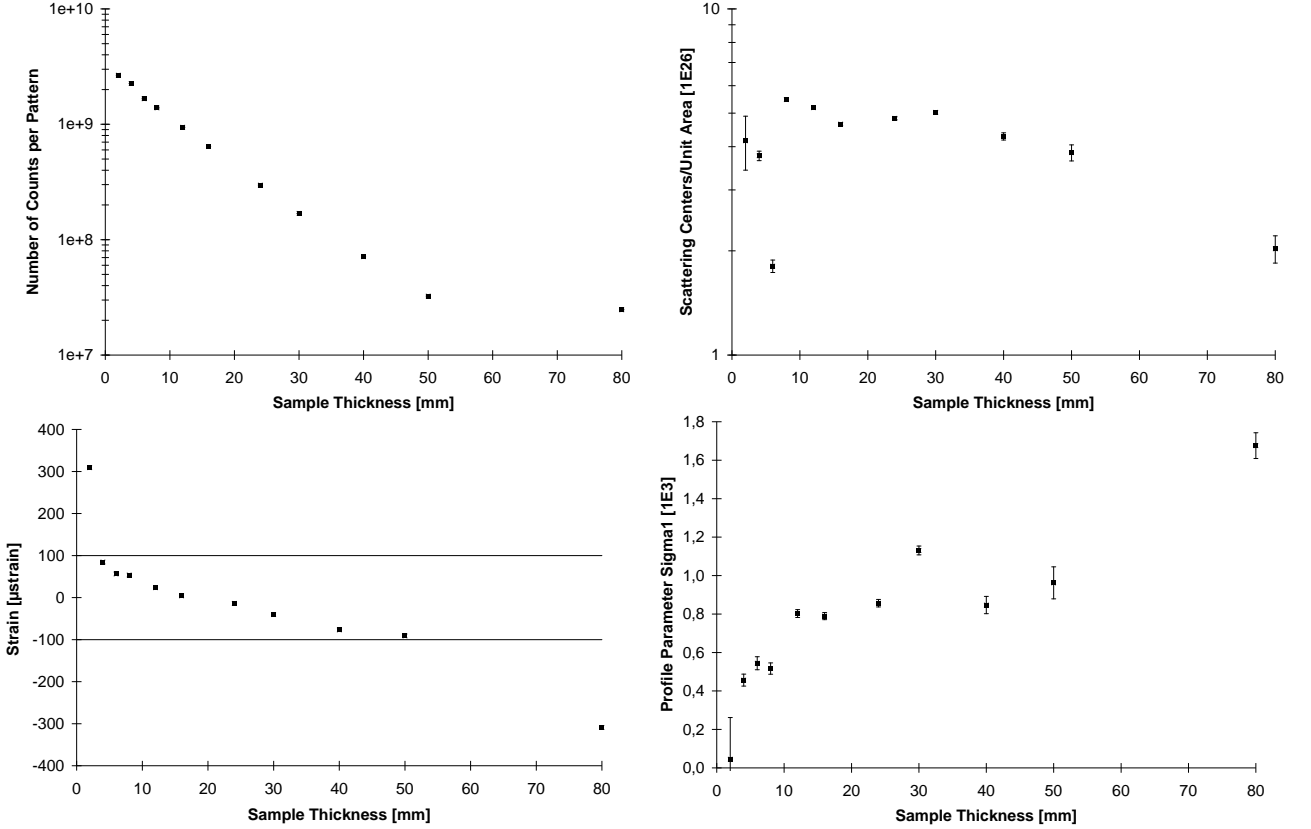 1e+10
1e+9
1e+8
1e+7
Number of Counts per Pattern
0 10 20 30 40 50 60 70 80
Sample Thickness [mm]
10
1
Scattering Centers/Unit Area [1E26]
0 10 20 30 40 50 60 70 80
Sample Thickness [mm]
400
300
200
100
0
-100
-200
-300
-400
Strain [µstrain]
0 10 20 30 40 50 60 70 80
Sample Thickness [mm]
1,8
1,6
1,4
1,2
1,0
0,8
0,6
0,4
0,2
0,0
Profile Parameter Sigma1 [1E3]
0 10 20 30 40 50 60 70 80
Sample Thickness [mm]